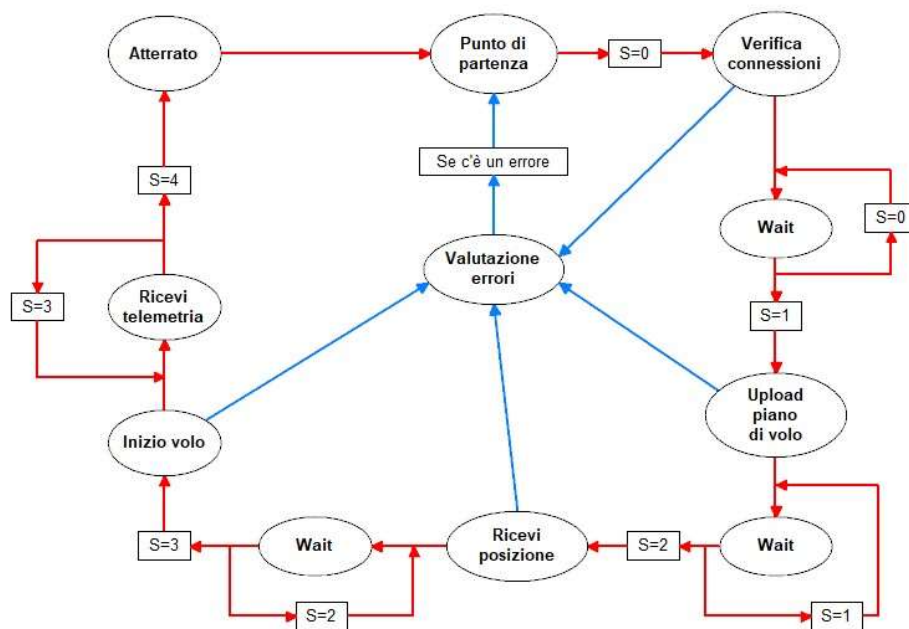 Atterrato
Punto di
partenza
S=0
Verifica
connessioni
Se c'è un errore
S=4
Wait
S=0
Valutazione
errori
S=3
Ricevi
telemetria
S=1
Upload
piano
di volo
Inizio volo
S=3
Wait
Ricevi
posizione
S=2
Wait
S=2
S=1